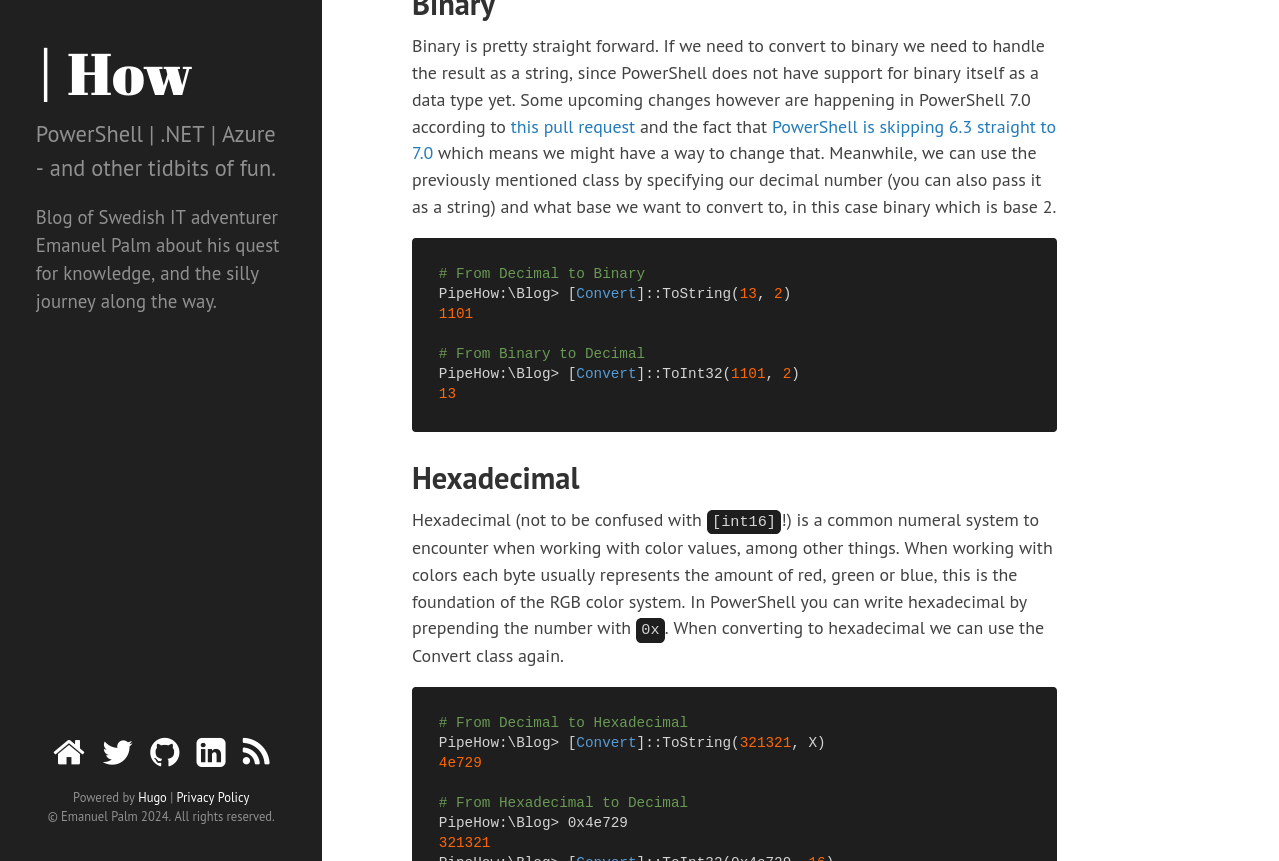 | How
PowerShell | .NET | Azure
- and other tidbits of fun.
Blog of Swedish IT adventurer
Emanuel Palm about his quest
for knowledge, and the silly
journey along the way.
Powered by Hugo | Privacy Policy
© Emanuel Palm 2024. All rights reserved.
Binary
Binary is pretty straight forward. If we need to convert to binary we need to handle
the result as a string, since PowerShell does not have support for binary itself as a
data type yet. Some upcoming changes however are happening in PowerShell 7.0
according to this pull request and the fact that PowerShell is skipping 6.3 straight to
7.0 which means we might have a way to change that. Meanwhile, we can use the
previously mentioned class by specifying our decimal number (you can also pass it
as a string) and what base we want to convert to, in this case binary which is base 2.
# From Decimal to Binary
PipeHow:\Blog> [Convert]::ToString(13, 2)
1101
# From Binary to Decimal
PipeHow:\Blog> [Convert]::ToInt32(1101, 2)
13
Hexadecimal
Hexadecimal (not to be confused with [int16]!) is a common numeral system to
encounter when working with color values, among other things. When working with
colors each byte usually represents the amount of red, green or blue, this is the
foundation of the RGB color system. In PowerShell you can write hexadecimal by
prepending the number with 0x. When converting to hexadecimal we can use the
Convert class again.
# From Decimal to Hexadecimal
PipeHow:\Blog> [Convert]::ToString(321321, X)
4e729
# From Hexadecimal to Decimal
PipeHow:\Blog> 0x4e729
321321
PipeHow:\Blog> [Convert]::ToInt32(0x4e729, 16)